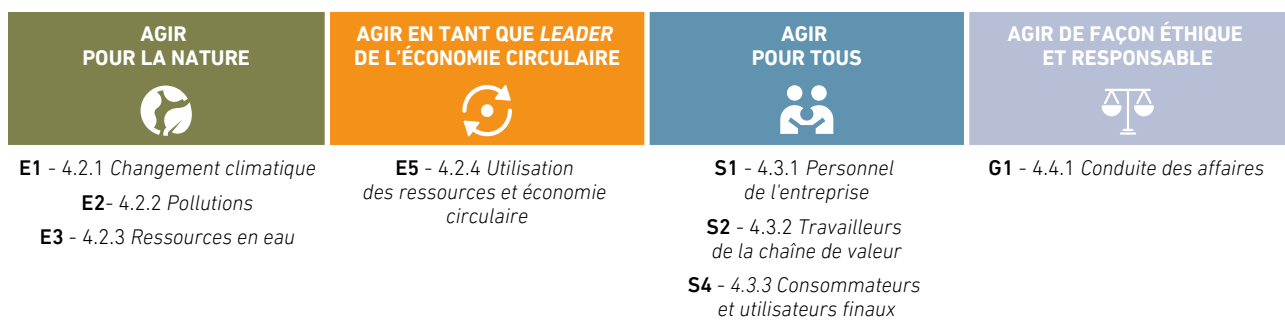 AGIR
POUR LA NATURE
E1 - 4.2.1 Changement climatique
E2- 4.2.2 Pollutions
E3 - 4.2.3 Ressources en eau
AGIR EN TANT QUE LEADER
DE L'ÉCONOMIE CIRCULAIRE
E5 - 4.2.4 Utilisation
des ressources et économie
circulaire
AGIR
POUR TOUS
S1 - 4.3.1 Personnel
de l'entreprise
S2 - 4.3.2 Travailleurs
de la chaîne de valeur
S4 - 4.3.3 Consommateurs
et utilisateurs finaux
AGIR DE FAÇON ÉTHIQUE
ET RESPONSABLE
G1 - 4.4.1 Conduite des affaires